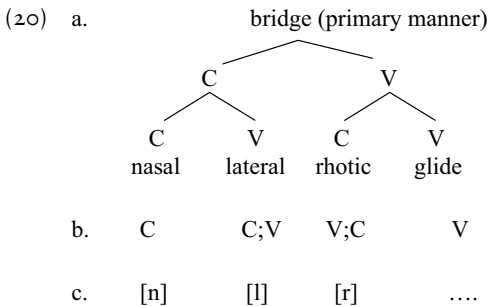 (20) a. bridge (primary manner)
C V
C V C V
nasal lateral rhotic glide
b. C C;V V;C V
c. [n] [l] [r] ....